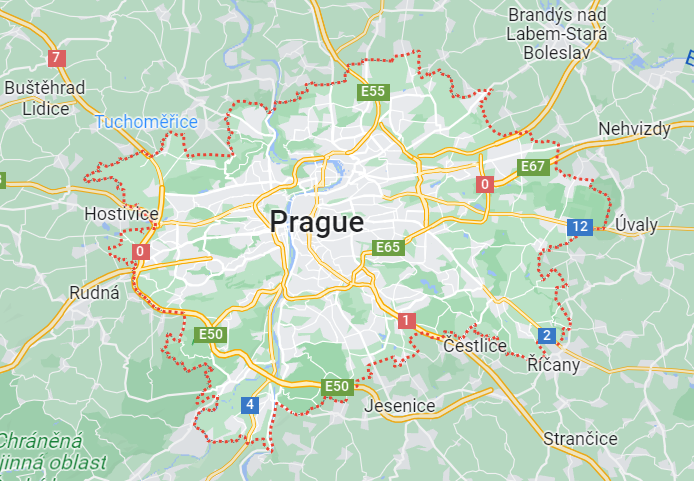 Brandýs nad
Labem-Stará
Boleslav
7
E55
Buštěhrad
Lidice
Tuchoměřice
Nehvizdy
E67
0
Hostivice
Prague
12
Úvaly
0
E65
Rudná
1
E50
2
Čestlice
Říčany
E50
4
Jesenice
Strančice
Chráněná
jinná oblast